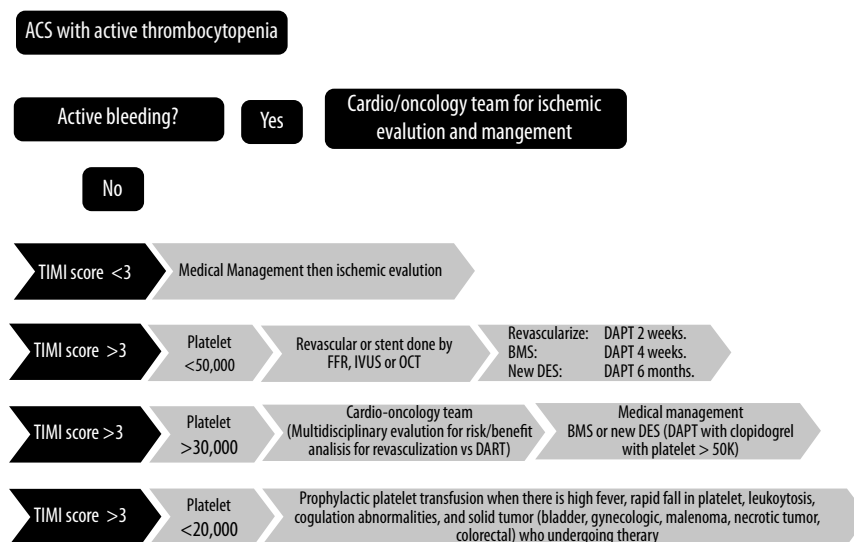 ACS with active thrombocytopenia
Active bleeding?
Yes
Cardio/oncology team for ischemic
evalution and mangement
No
TIMI score <3
Medical Management then ischemic evalution
TIMI score >3
Platelet
<50,000
Revascular or stent done by
FFR, IVUS or OCT
Revascularize: DAPT 2 weeks.
BMS: DAPT 4 weeks.
New DES: DAPT 6 months.
TIMI score >3
Platelet
>30,000
Cardio-oncology team
(Multidisciplinary evalution for risk/benefit
analisis for revasculization vs DART)
Medical management
BMS or new DES (DAPT with clopidogrel
with platelet > 50K)
TIMI score >3
Platelet
<20,000
Prophylactic platelet transfusion when there is high fever, rapid fall in platelet, leukoytosis,
cogulation abnormalities, and solid tumor (bladder, gynecologic, malenoma, necrotic tumor,
colorectal) who undergoing therary